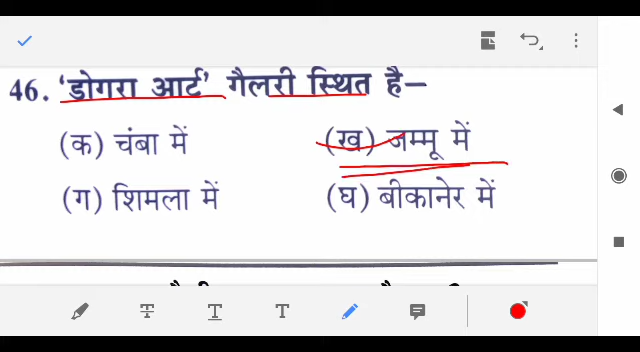 46. ‘डोगरा आर्ट’ गैलरी स्थित है–
(क) चंबा में (ख) जम्मू में
(ग) शिमला में (घ) बीकानेर में